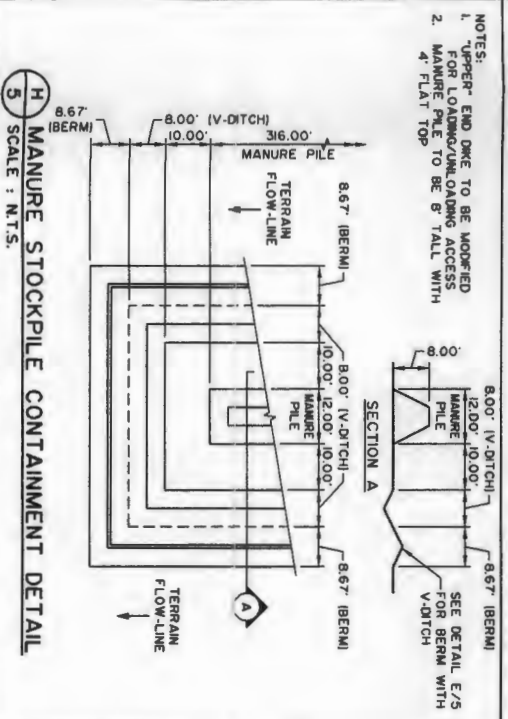 NOTES:
1. "UPPER" END DIKE TO BE MODIFIED
FOR LOADING/UNLOADING ACCESS
2. MANURE PILE TO BE 8' TALL WITH
4' FLAT TOP
8.00' (V-DITCH)
12.00'
10.00'
8.67' (BERM)
MANURE
PILE
8.00'
SEE DETAIL E/5
FOR BERM WITH
V-DITCH
SECTION A
8.67' (BERM)
8.00' (V-DITCH)
10.00'
12.00'
10.00'
8.67' (BERM)
MANURE
PILE
316.00'
MANURE PILE
10.00'
8.00' (V-DITCH)
8.67'
(BERM)
TERRAIN
FLOW-LINE
TERRAIN
FLOW-LINE
A
H
5
MANURE STOCKPILE CONTAINMENT DETAIL
SCALE : N.T.S.